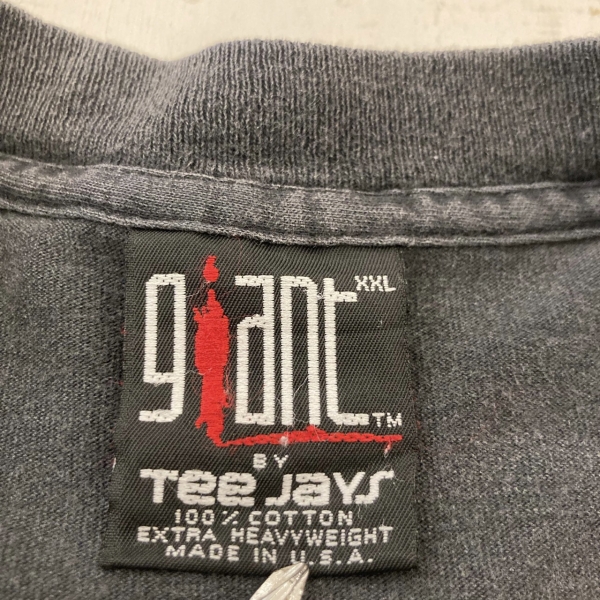 giant XXL TM
BY
Tee Jays
100% COTTON
EXTRA HEAVYWEIGHT
MADE IN U.S.A.